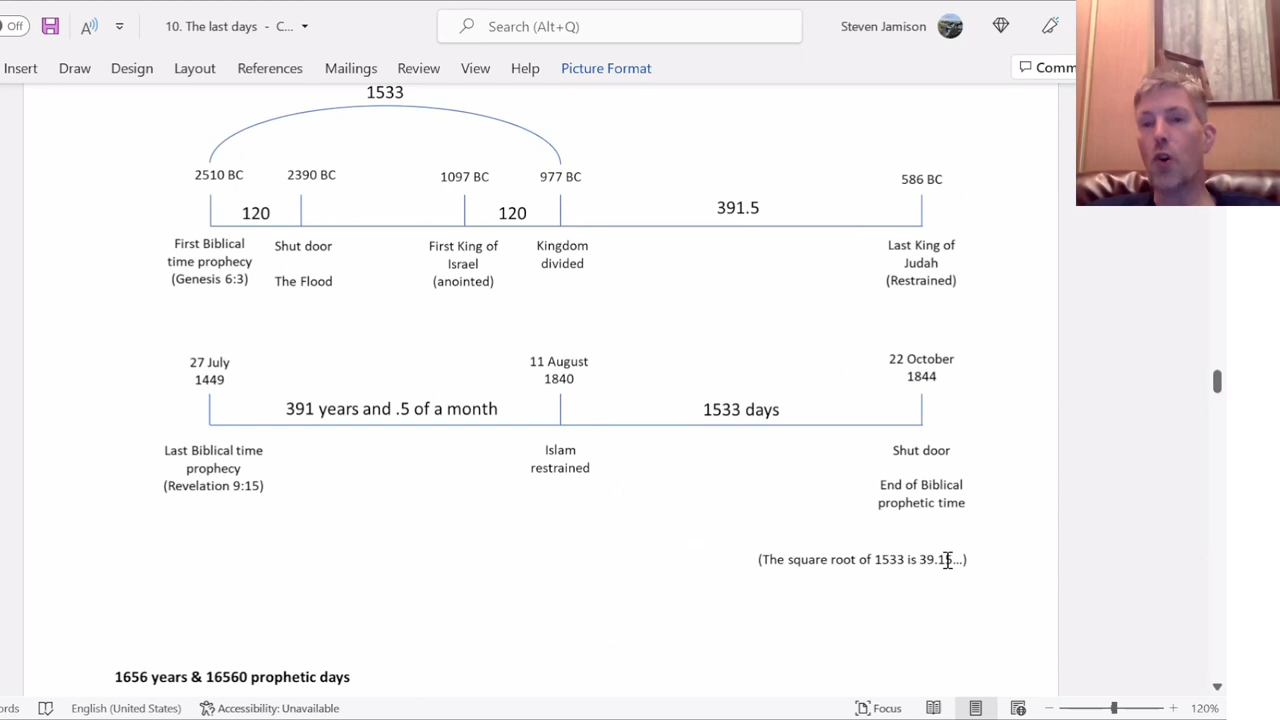 Off
10. The last days - C...
Search (Alt+Q)
Steven Jamison
Insert Draw Design Layout References Mailings Review View Help Picture Format
1533
2510 BC 2390 BC 1097 BC 977 BC 586 BC
120 120 391.5
First Biblical time prophecy (Genesis 6:3)
Shut door
The Flood
First King of Israel (anointed)
Kingdom divided
Last King of Judah (Restrained)
27 July 1449
11 August 1840
22 October 1844
391 years and .5 of a month 1533 days
Last Biblical time prophecy (Revelation 9:15)
Islam restrained
Shut door
End of Biblical prophetic time
(The square root of 1533 is 39.15...)
1656 years & 16560 prophetic days
English (United States) Accessibility: Unavailable Focus 120%